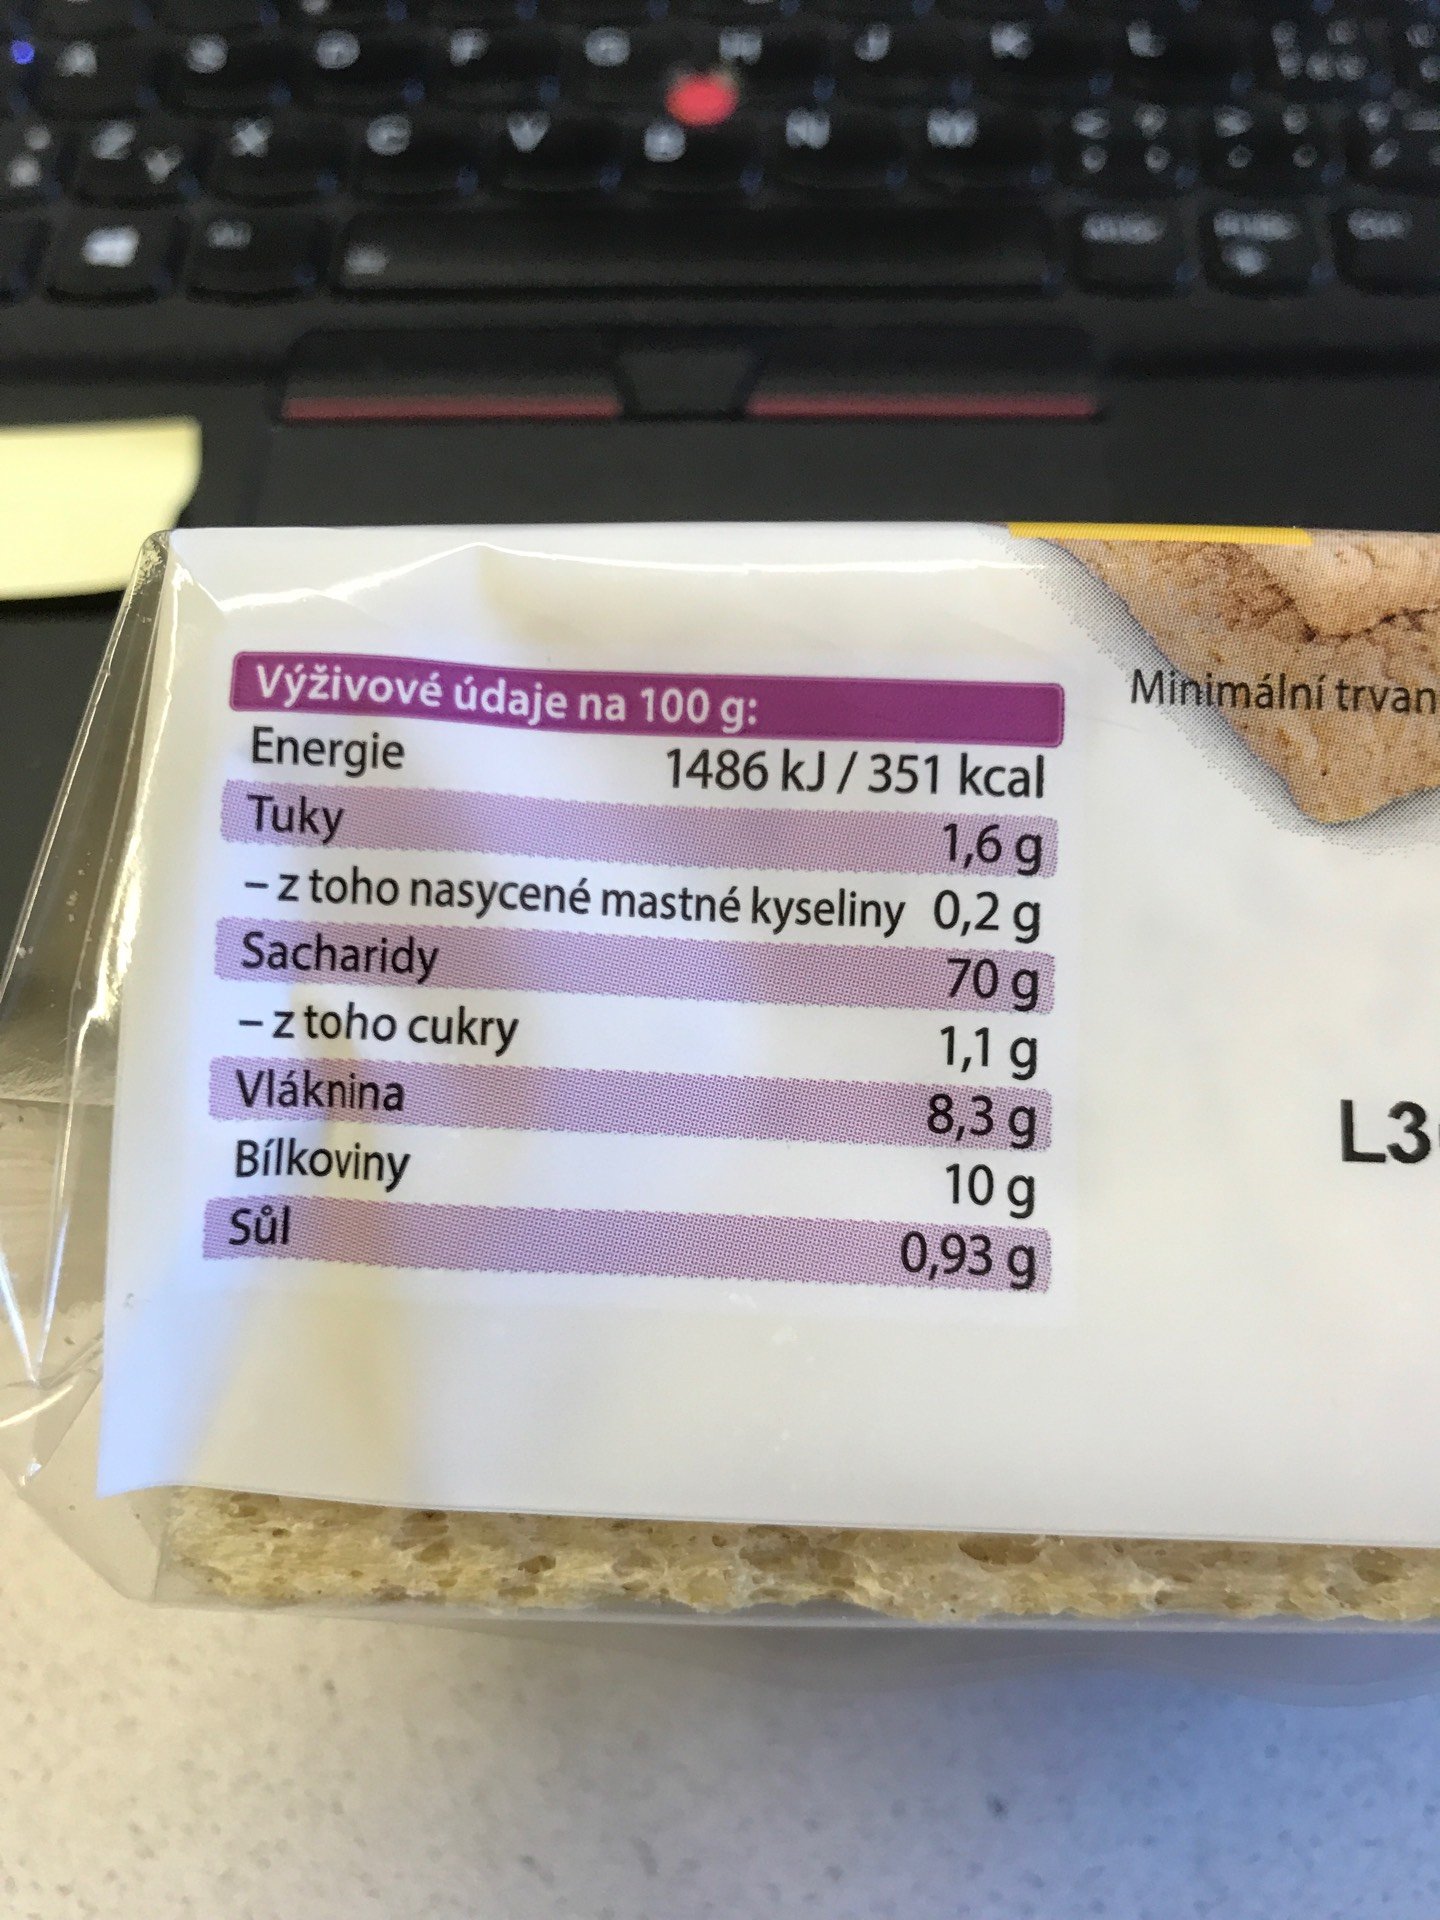 A S D F G H J K L
Z Y X C V B N M
Výživové údaje na 100 g:
Energie 1486 kJ / 351 kcal
Tuky 1,6 g
– z toho nasycené mastné kyseliny 0,2 g
Sacharidy 70 g
– z toho cukry 1,1 g
Vláknina 8,3 g
Bílkoviny 10 g
Sůl 0,93 g
Minimální trvan
L3